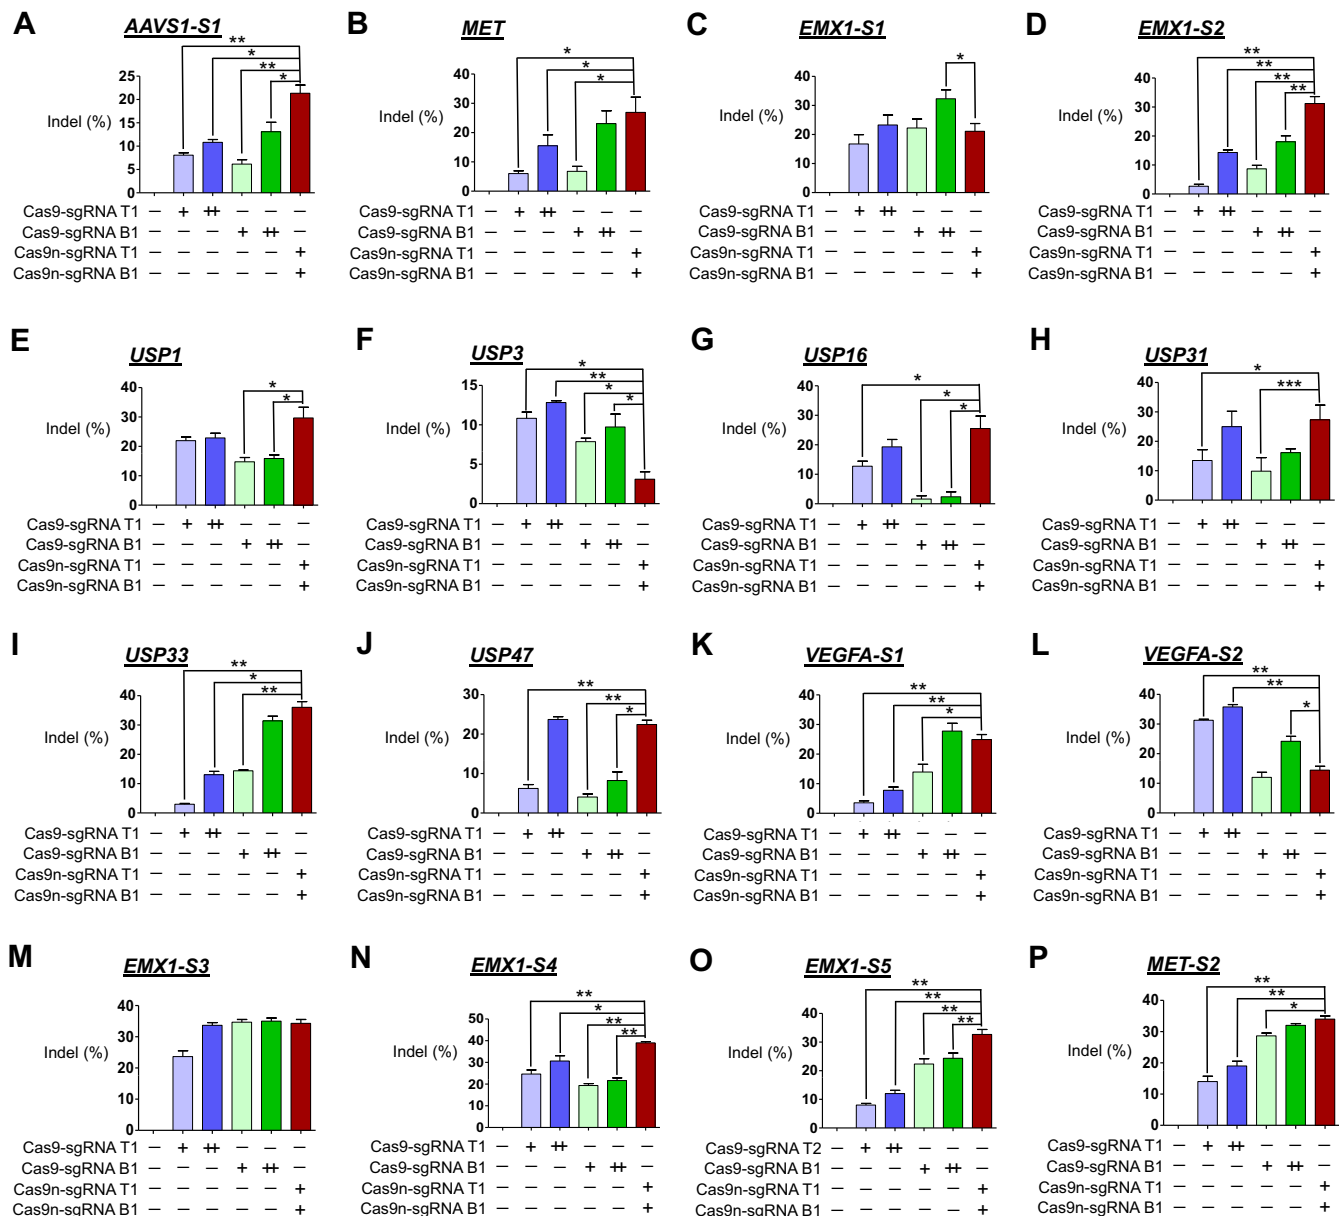 A AAVS1-S1
** 
*
**
*
Indel (%)
25
20
15
10
5
0
Cas9-sgRNA T1 – + ++ – – –
Cas9-sgRNA B1 – – – + ++ –
Cas9n-sgRNA T1 – – – – – +
Cas9n-sgRNA B1 – – – – – +
B MET
*
*
*
Indel (%)
40
30
20
10
0
Cas9-sgRNA T1 – + ++ – – –
Cas9-sgRNA B1 – – – + ++ –
Cas9n-sgRNA T1 – – – – – +
Cas9n-sgRNA B1 – – – – – +
C EMX1-S1
*
Indel (%)
40
30
20
10
0
Cas9-sgRNA T1 – + ++ – – –
Cas9-sgRNA B1 – – – + ++ –
Cas9n-sgRNA T1 – – – – – +
Cas9n-sgRNA B1 – – – – – +
D EMX1-S2
**
**
**
**
Indel (%)
40
30
20
10
0
Cas9-sgRNA T1 – + ++ – – –
Cas9-sgRNA B1 – – – + ++ –
Cas9n-sgRNA T1 – – – – – +
Cas9n-sgRNA B1 – – – – – +
E USP1
*
*
Indel (%)
40
30
20
10
0
Cas9-sgRNA T1 – + ++ – – –
Cas9-sgRNA B1 – – – + ++ –
Cas9n-sgRNA T1 – – – – – +
Cas9n-sgRNA B1 – – – – – +
F USP3
*
**
*
*
Indel (%)
15
10
5
0
Cas9-sgRNA T1 – + ++ – – –
Cas9-sgRNA B1 – – – + ++ –
Cas9n-sgRNA T1 – – – – – +
Cas9n-sgRNA B1 – – – – – +
G USP16
*
*
*
Indel (%)
40
30
20
10
0
Cas9-sgRNA T1 – + ++ – – –
Cas9-sgRNA B1 – – – + ++ –
Cas9n-sgRNA T1 – – – – – +
Cas9n-sgRNA B1 – – – – – +
H USP31
*
***
Indel (%)
40
30
20
10
0
Cas9-sgRNA T1 – + ++ – – –
Cas9-sgRNA B1 – – – + ++ –
Cas9n-sgRNA T1 – – – – – +
Cas9n-sgRNA B1 – – – – – +
I USP33
**
*
**
Indel (%)
40
30
20
10
0
Cas9-sgRNA T1 – + ++ – – –
Cas9-sgRNA B1 – – – + ++ –
Cas9n-sgRNA T1 – – – – – +
Cas9n-sgRNA B1 – – – – – +
J USP47
**
**
*
Indel (%)
30
20
10
0
Cas9-sgRNA T1 – + ++ – – –
Cas9-sgRNA B1 – – – + ++ –
Cas9n-sgRNA T1 – – – – – +
Cas9n-sgRNA B1 – – – – – +
K VEGFA-S1
**
**
*
Indel (%)
40
30
20
10
0
Cas9-sgRNA T1 – + ++ – – –
Cas9-sgRNA B1 – – – + ++ –
Cas9n-sgRNA T1 – – – – – +
Cas9n-sgRNA B1 – – – – – +
L VEGFA-S2
**
**
*
Indel (%)
40
30
20
10
0
Cas9-sgRNA T1 – + ++ – – –
Cas9-sgRNA B1 – – – + ++ –
Cas9n-sgRNA T1 – – – – – +
Cas9n-sgRNA B1 – – – – – +
M EMX1-S3
Indel (%)
40
30
20
10
0
Cas9-sgRNA T1 – + ++ – – –
Cas9-sgRNA B1 – – – + ++ –
Cas9n-sgRNA T1 – – – – – +
Cas9n-sgRNA B1 – – – – – +
N EMX1-S4
**
*
**
**
Indel (%)
50
40
30
20
10
0
Cas9-sgRNA T1 – + ++ – – –
Cas9-sgRNA B1 – – – + ++ –
Cas9n-sgRNA T1 – – – – – +
Cas9n-sgRNA B1 – – – – – +
O EMX1-S5
**
**
**
**
Indel (%)
40
30
20
10
0
Cas9-sgRNA T2 – + ++ – – –
Cas9-sgRNA B1 – – – + ++ –
Cas9n-sgRNA T1 – – – – – +
Cas9n-sgRNA B1 – – – – – +
P MET-S2
**
**
*
Indel (%)
40
30
20
10
0
Cas9-sgRNA T1 – + ++ – – –
Cas9-sgRNA B1 – – – + ++ –
Cas9n-sgRNA T1 – – – – – +
Cas9n-sgRNA B1 – – – – – +